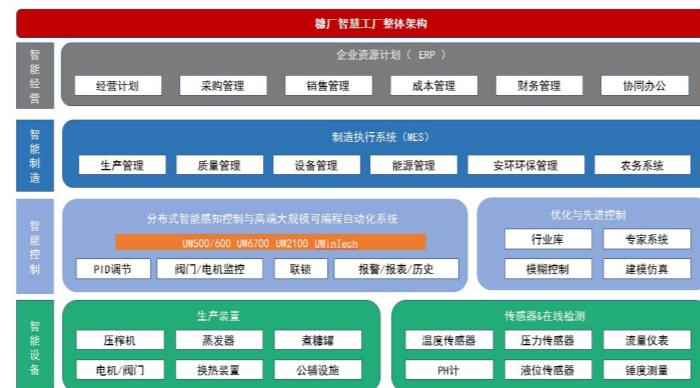 糖厂智慧工厂整体架构
智能经营
企业资源计划（ ERP ）
经营计划 采购管理 销售管理 成本管理 财务管理 协同办公
智能制造
制造执行系统（MES）
生产管理 质量管理 设备管理 能源管理 安环环保管理 农务系统
智能控制
分布式智能感知控制与高端大规模可编程自动化系统
UW500/600 UW6700 UW2100 UWinTech
PID调节 阀门/电机监控 联锁 报警/报表/历史
优化与先进控制
行业库 专家系统
模糊控制 建模仿真
智能设备
生产装置
压榨机 蒸发器 煮糖罐
电机/阀门 换热装置 公辅设施
传感器&在线检测
温度传感器 压力传感器 流量仪表
PH计 液位传感器 锤度测量